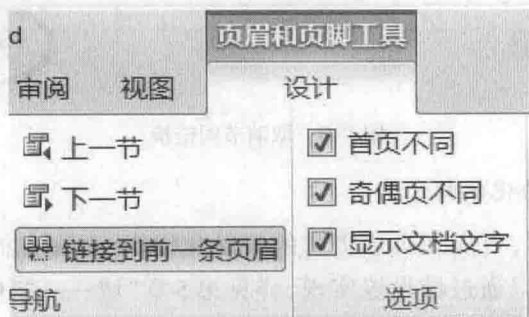 d
页眉和页脚工具
审阅 视图 设计
上一节
下一节
链接到前一条页眉
导航
首页不同
奇偶页不同
显示文档文字
选项